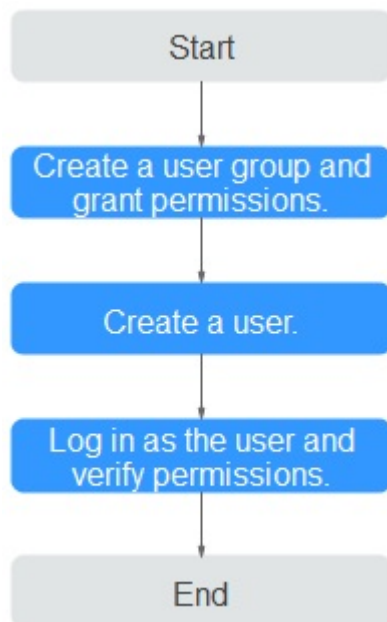 Start
Create a user group and
grant permissions.
Create a user.
Log in as the user and
verify permissions.
End